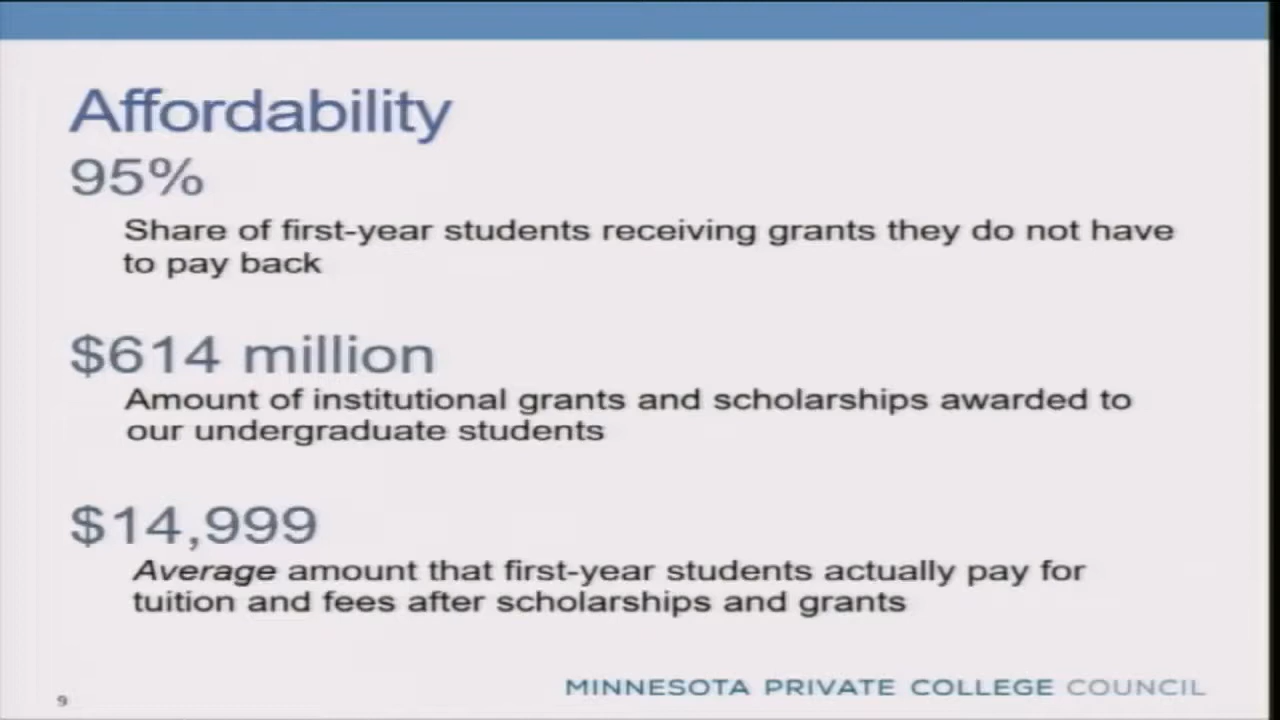 Affordability
95%
Share of first-year students receiving grants they do not have
to pay back
$614 million
Amount of institutional grants and scholarships awarded to
our undergraduate students
$14,999
Average amount that first-year students actually pay for
tuition and fees after scholarships and grants
MINNESOTA PRIVATE COLLEGE COUNCIL
9